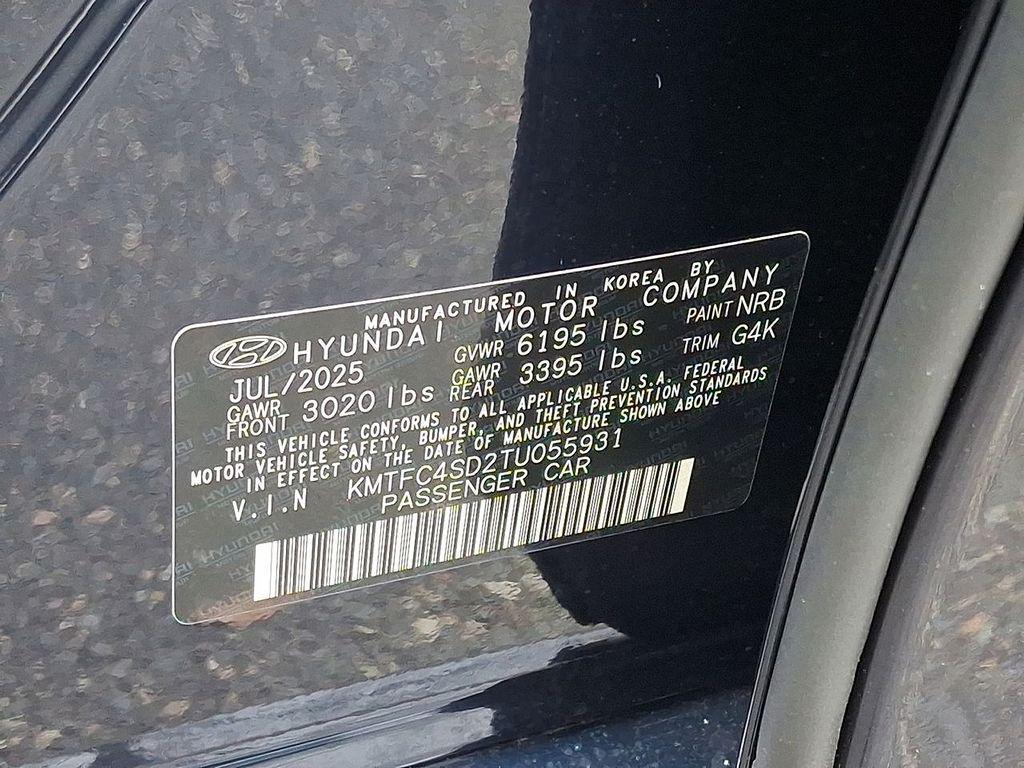 MANUFACTURED IN KOREA BY
HYUNDAI MOTOR COMPANY
JUL/2025 GVWR 6195 lbs PAINT NRB
GAWR FRONT 3020 lbs GAWR REAR 3395 lbs TRIM G4K
THIS VEHICLE CONFORMS TO ALL APPLICABLE U.S.A. FEDERAL
MOTOR VEHICLE SAFETY, BUMPER, AND THEFT PREVENTION STANDARDS
IN EFFECT ON THE DATE OF MANUFACTURE SHOWN ABOVE
V.I.N KMTFC4SD2TU055931
PASSENGER CAR